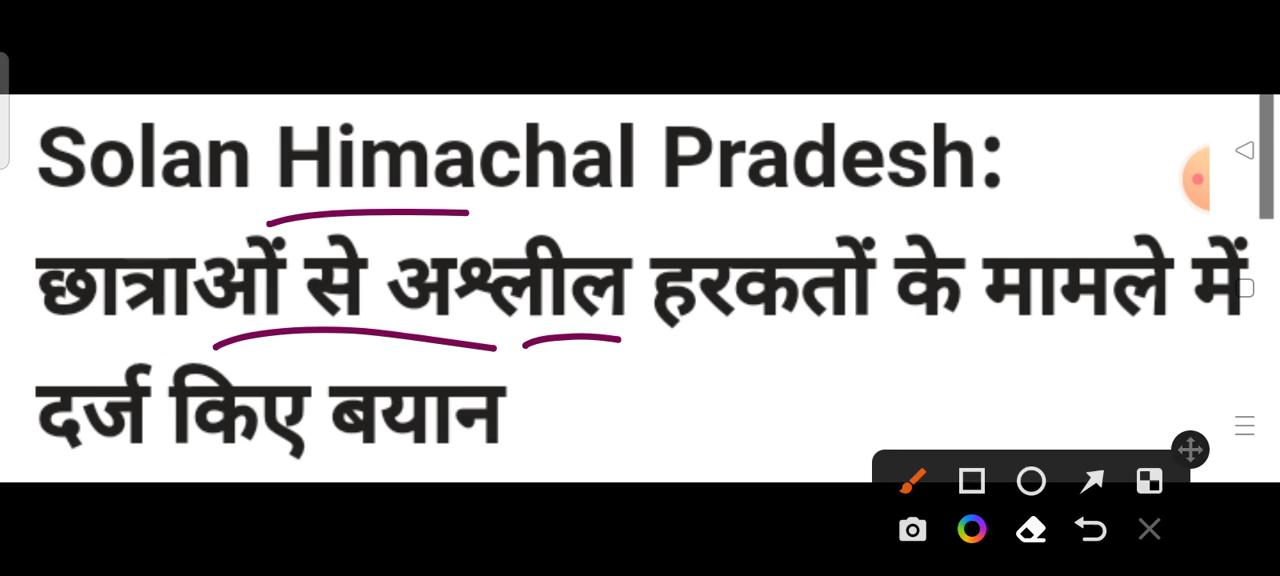 Solan Himachal Pradesh:
छात्राओं से अश्लील हरकतों के मामले में
दर्ज किए बयान